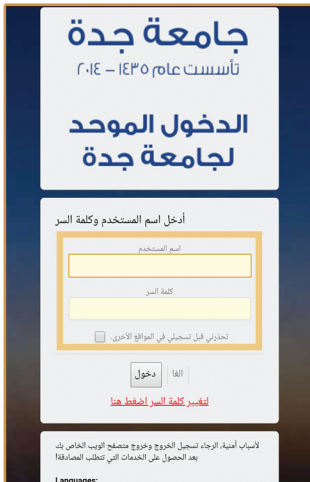 جامعة جدة
تأسست عام ١٤٣٥ – ٢٠١٤
الدخول الموحد
لجامعة جدة
أدخل اسم المستخدم وكلمة السر
اسم المستخدم
كلمة السر
تحذرني قبل تسجيلي في المواقع الأخرى.
الغا
دخول
لتغيير كلمة السر اضغط هنا
لأسباب أمنية، الرجاء تسجيل الخروج وخروج متصفح الويب الخاص بك
بعد الحصول على الخدمات التي تتطلب المصادقة!
Languages: